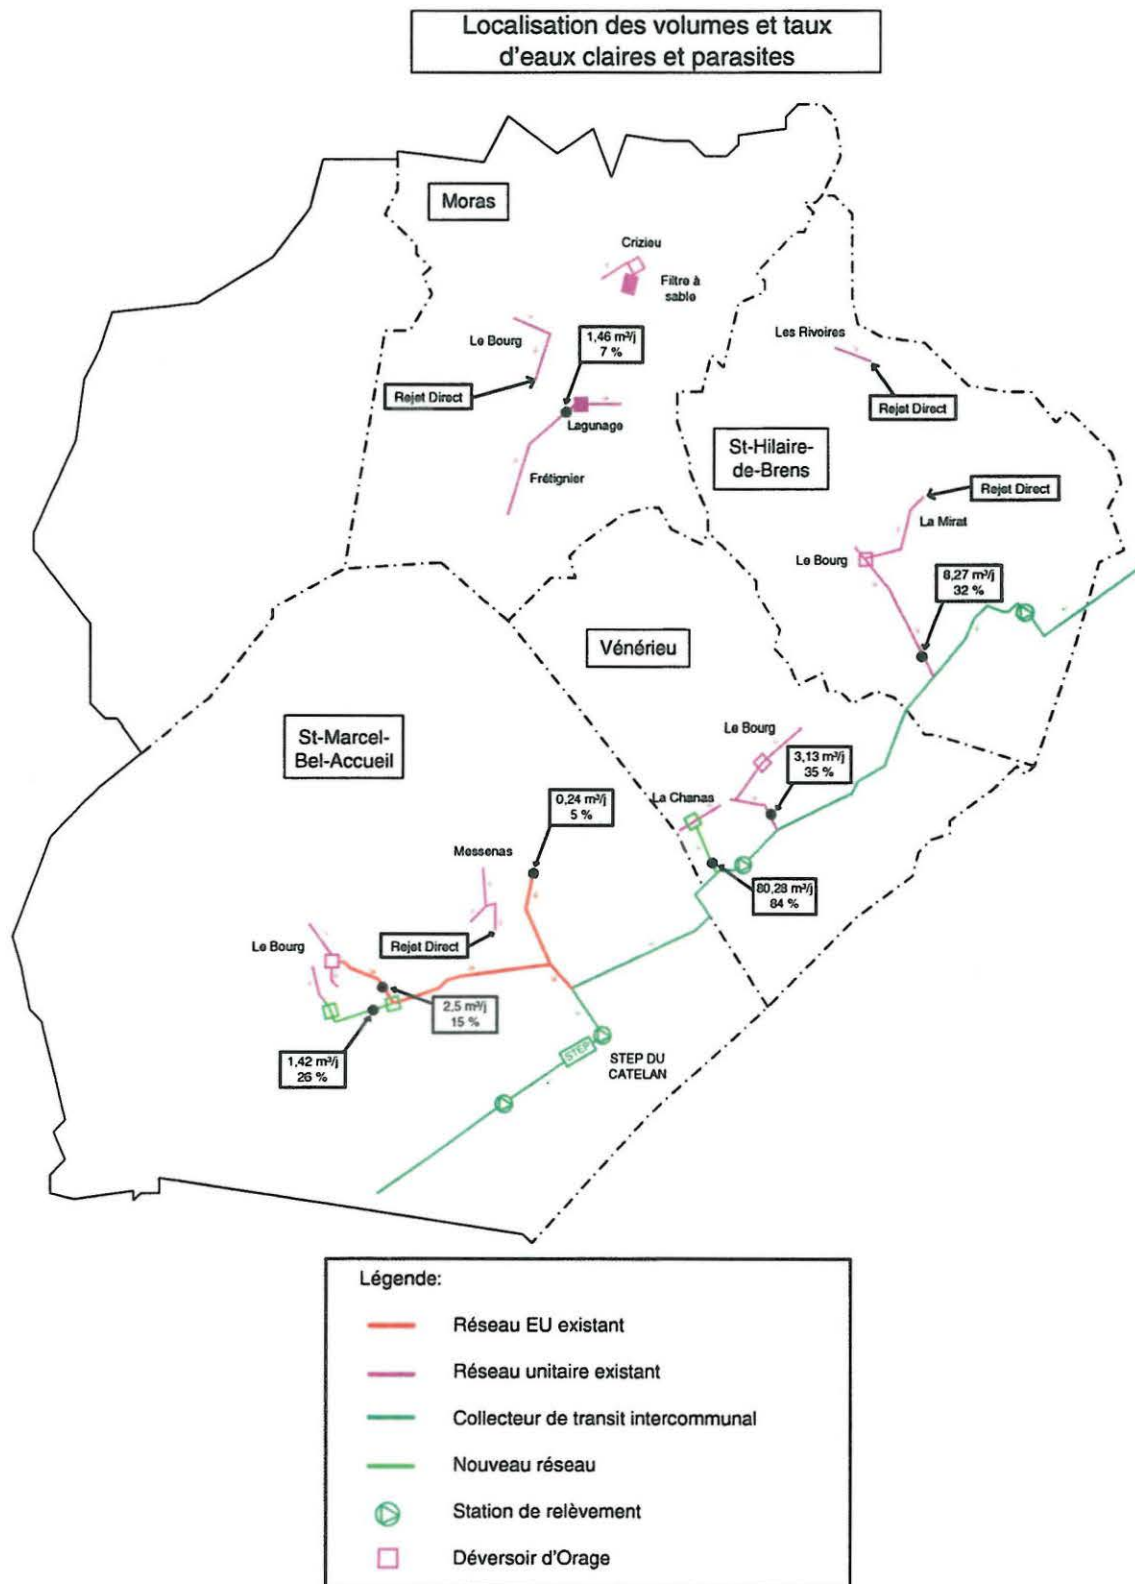 Localisation des volumes et taux
d'eaux claires et parasites
Moras
Crizieu
Filtre à
sable
Le Bourg
1,46 m³/j
7 %
Rejet Direct
Lagunage
Frétignier
Les Rivoires
Rejet Direct
St-Hilaire-
de-Brens
Rejet Direct
La Mirat
Le Bourg
8,27 m³/j
32 %
Vénérieu
St-Marcel-
Bel-Accueil
Le Bourg
3,13 m³/j
35 %
La Chanas
0,24 m³/j
5 %
Messenas
80,28 m³/j
84 %
Le Bourg
Rejet Direct
2,5 m³/j
15 %
1,42 m³/j
26 %
STEP
STEP DU
CATELAN
Légende:
Réseau EU existant
Réseau unitaire existant
Collecteur de transit intercommunal
Nouveau réseau
Station de relèvement
Déversoir d'Orage